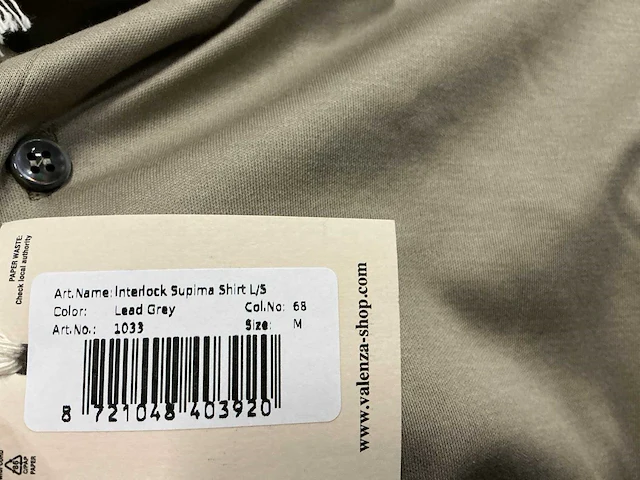 PAPER WASTE:
Check local authority
Art.Name: Interlock Supima Shirt L/S
Color: Lead Grey Col.No: 68
Art.No.: 1033 Size: M
8 721048 403920
www.valenza-shop.com
PAPER